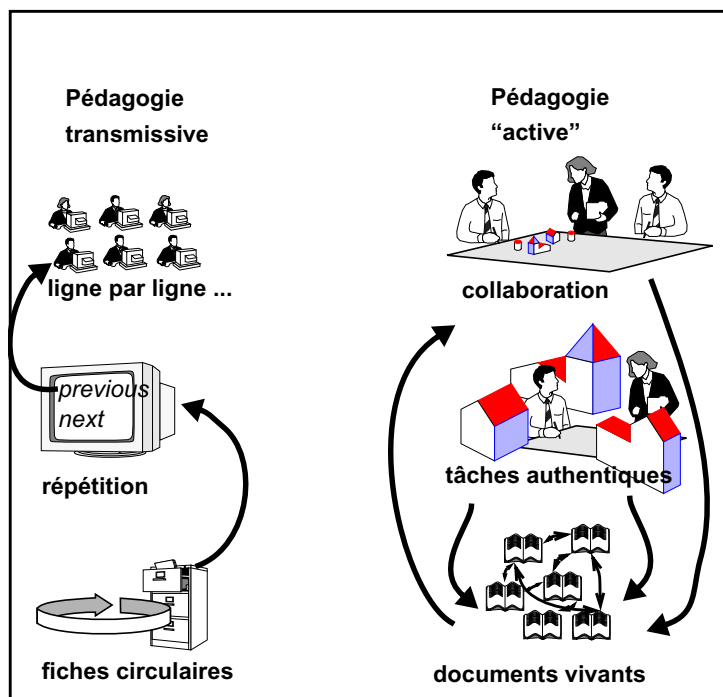 Pédagogie
transmissive
ligne par ligne ...
previous
next
répétition
fiches circulaires
Pédagogie
“active”
collaboration
tâches authentiques
documents vivants